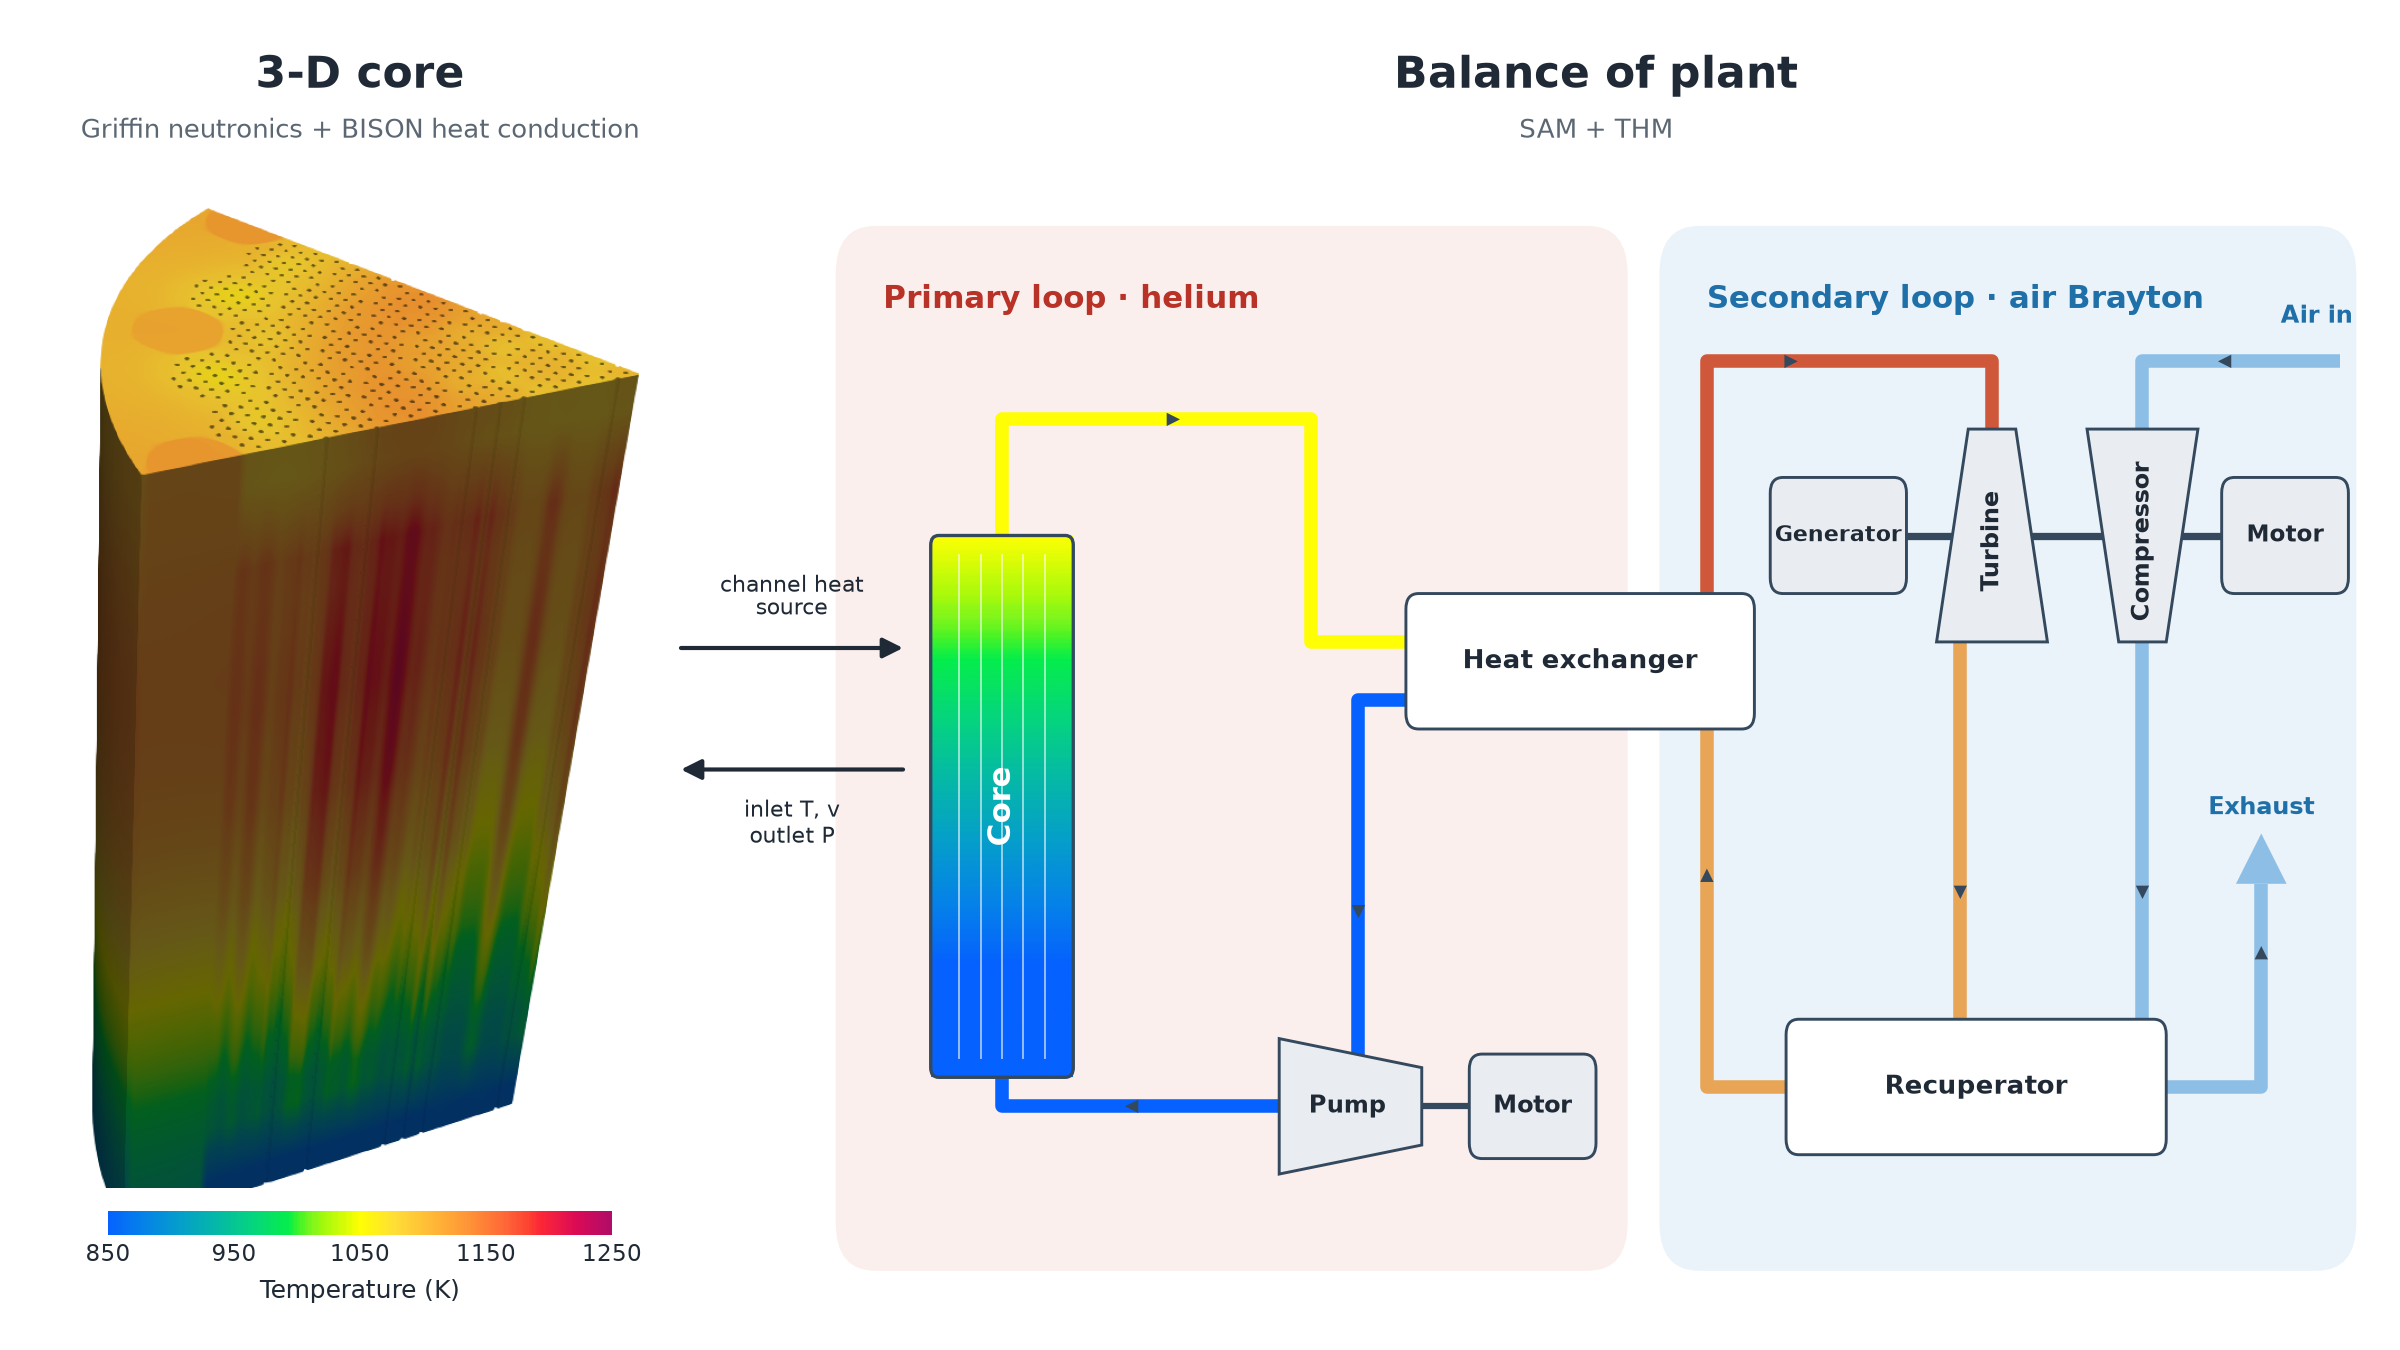 3-D core
Griffin neutronics + BISON heat conduction
Balance of plant
SAM + THM
Primary loop · helium
Secondary loop · air Brayton
Air in
channel heat
source
inlet T, v
outlet P
Core
Heat exchanger
Pump
Motor
Generator
Turbine
Compressor
Motor
Exhaust
Recuperator
850 950 1050 1150 1250
Temperature (K)